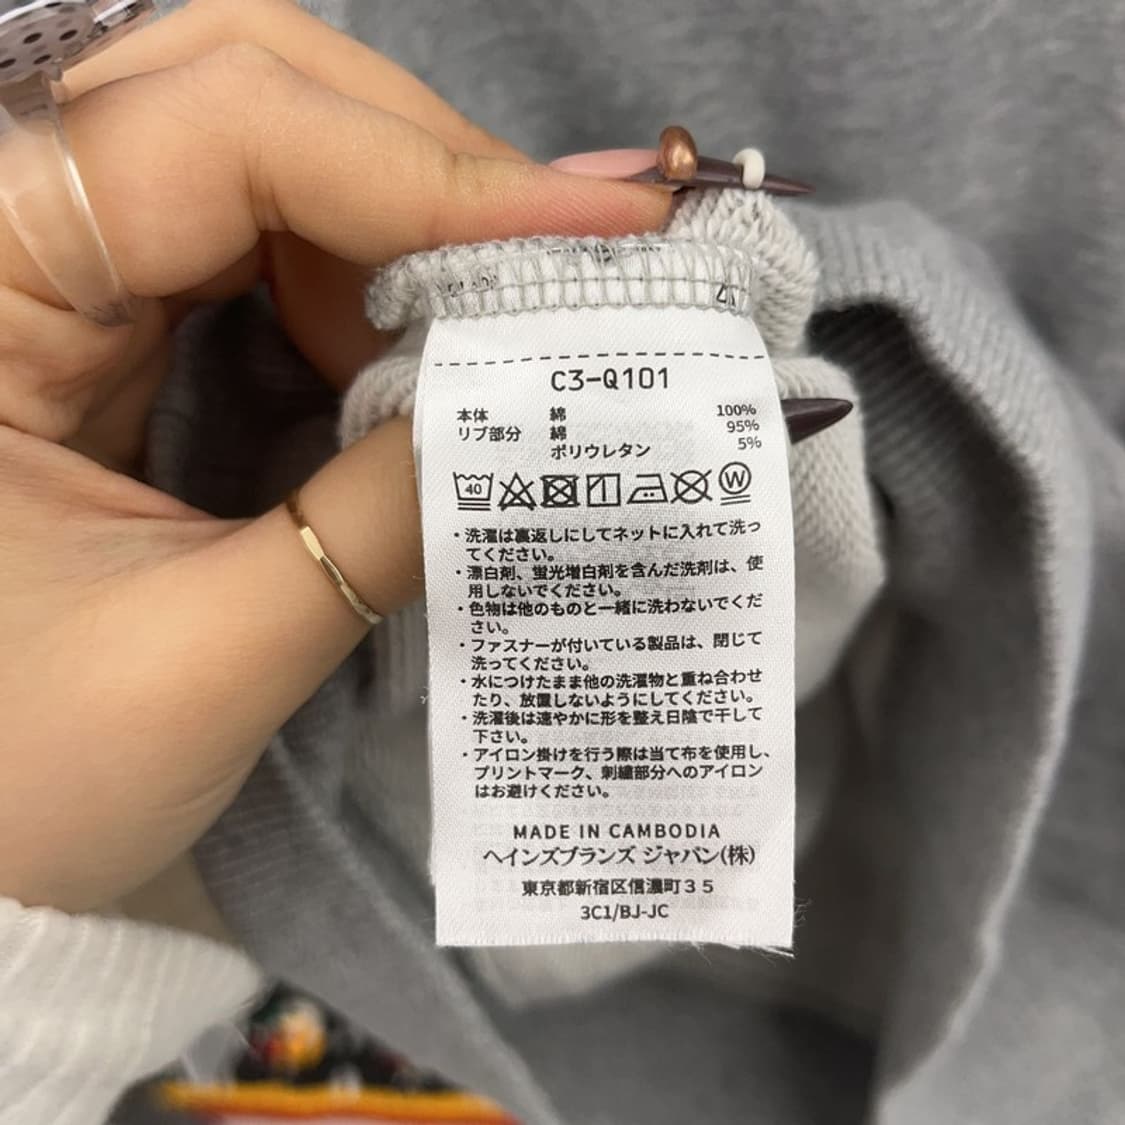 C3-Q101
本体 綿 100%
リブ部分 綿 95%
ポリウレタン 5%
40 W
・洗濯は裏返しにしてネットに入れて洗っ
てください。
・漂白剤、蛍光増白剤を含んだ洗剤は、使
用しないでください。
・色物は他のものと一緒に洗わないでくだ
さい。
・ファスナーが付いている製品は、閉じて
洗ってください。
・水につけたまま他の洗濯物と重ね合わせ
たり、放置しないようにしてください。
・洗濯後は速やかに形を整え日陰で干して
下さい。
・アイロン掛けを行う際は当て布を使用し、
プリントマーク、刺繍部分へのアイロン
はお避けください。
MADE IN CAMBODIA
ヘインズブランズ ジャパン(株)
東京都新宿区信濃町35
3C1/BJ-JC